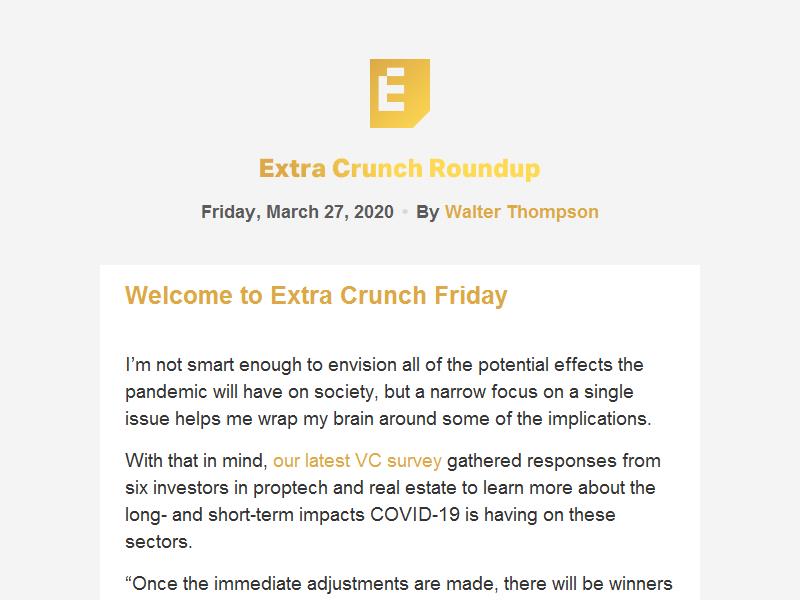 E
Extra Crunch Roundup
Friday, March 27, 2020 • By Walter Thompson
Welcome to Extra Crunch Friday
I’m not smart enough to envision all of the potential effects the
pandemic will have on society, but a narrow focus on a single
issue helps me wrap my brain around some of the implications.
With that in mind, our latest VC survey gathered responses from
six investors in proptech and real estate to learn more about the
long- and short-term impacts COVID-19 is having on these
sectors.
“Once the immediate adjustments are made, there will be winners